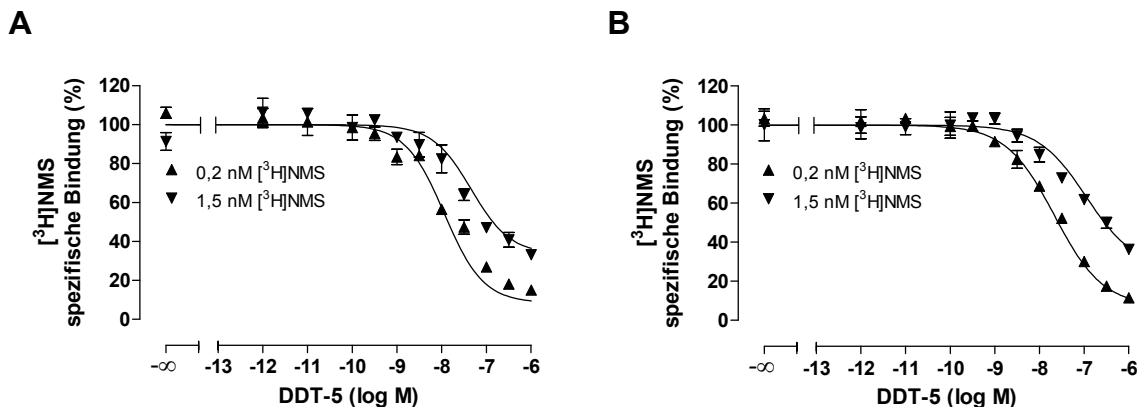 A
[³H]NMS
spezifische Bindung (%)
120
100
80
60
40
20
0
0,2 nM [³H]NMS
1,5 nM [³H]NMS
-∞ -13 -12 -11 -10 -9 -8 -7 -6
DDT-5 (log M)
B
[³H]NMS
spezifische Bindung (%)
120
100
80
60
40
20
0
0,2 nM [³H]NMS
1,5 nM [³H]NMS
-∞ -13 -12 -11 -10 -9 -8 -7 -6
DDT-5 (log M)